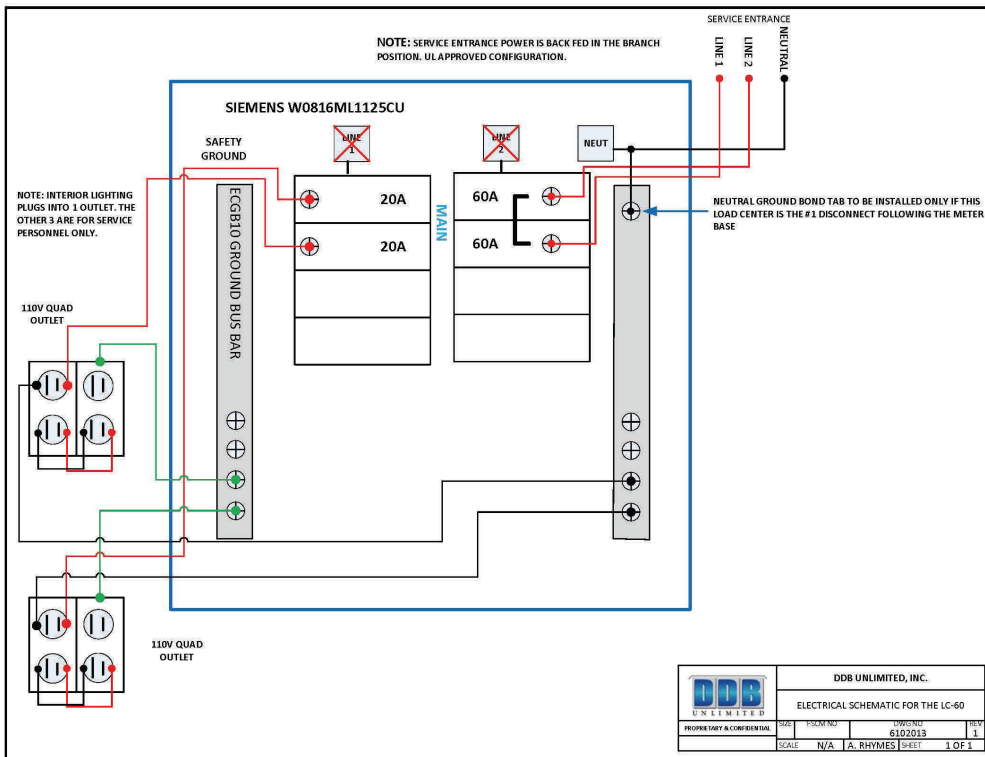 SERVICE ENTRANCE
LINE 1
LINE 2
NEUTRAL
NOTE: SERVICE ENTRANCE POWER IS BACK FED IN THE BRANCH
POSITION. UL APPROVED CONFIGURATION.
SIEMENS W0816ML1125CU
SAFETY
GROUND
LINE
1
LINE
2
NEUT
NOTE: INTERIOR LIGHTING
PLUGS INTO 1 OUTLET. THE
OTHER 3 ARE FOR SERVICE
PERSONNEL ONLY.
ECGB10 GROUND BUS BAR
20A
20A
MAIN
60A
60A
NEUTRAL GROUND BOND TAB TO BE INSTALLED ONLY IF THIS
LOAD CENTER IS THE #1 DISCONNECT FOLLOWING THE METER
BASE
110V QUAD
OUTLET
110V QUAD
OUTLET
DDB
UNLIMITED
PROPRIETARY & CONFIDENTIAL
DDB UNLIMITED, INC.
ELECTRICAL SCHEMATIC FOR THE LC-60
SIZE
FSCM NO
DWG NO
6102013
REV
1
SCALE N/A
A. RHYMES
SHEET 1 OF 1